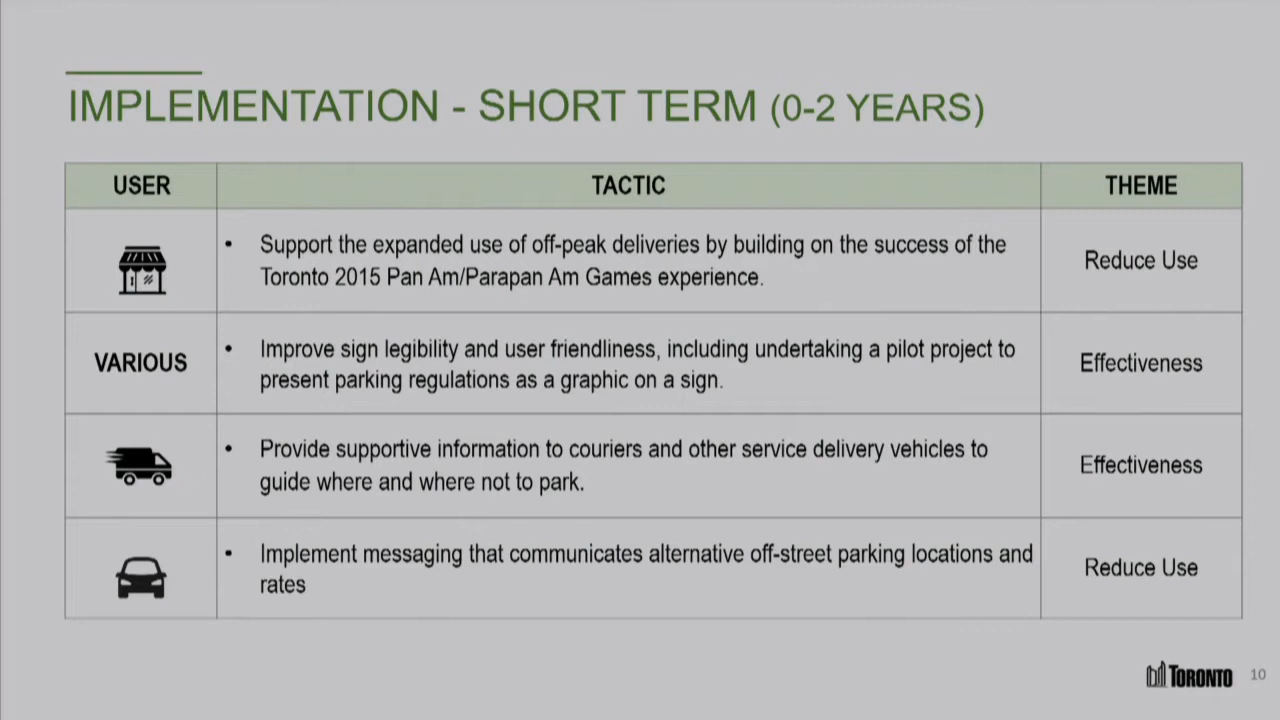 IMPLEMENTATION - SHORT TERM (0-2 YEARS)
USER TACTIC THEME
• Support the expanded use of off-peak deliveries by building on the success of the
Toronto 2015 Pan Am/Parapan Am Games experience.
Reduce Use
VARIOUS
• Improve sign legibility and user friendliness, including undertaking a pilot project to
present parking regulations as a graphic on a sign.
Effectiveness
• Provide supportive information to couriers and other service delivery vehicles to
guide where and where not to park.
Effectiveness
• Implement messaging that communicates alternative off-street parking locations and
rates
Reduce Use
TORONTO 10